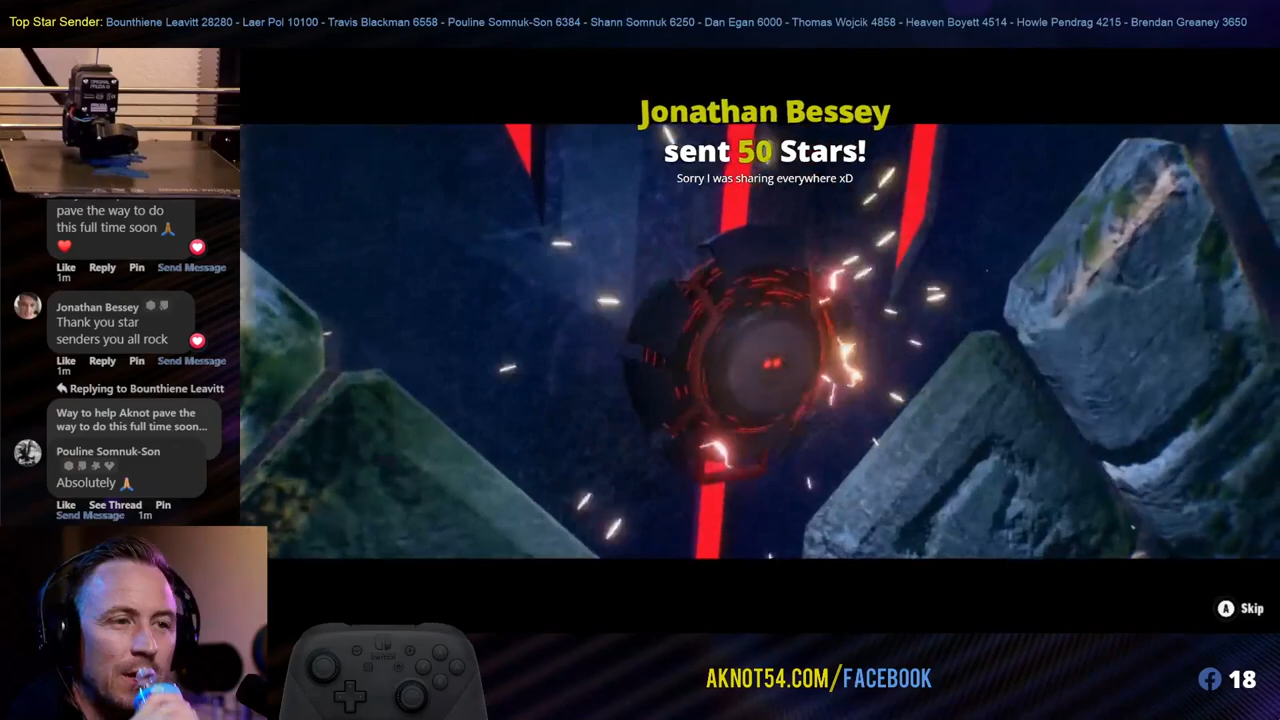 Top Star Sender: Bounthiene Leavitt 28280 - Laer Pol 10100 - Travis Blackman 6558 - Pouline Somnuk-Son 6384 - Shann Somnuk 6250 - Dan Egan 6000 - Thomas Wojcik 4858 - Heaven Boyett 4514 - Howle Pendrag 4215 - Brendan Greaney 3650
Jonathan Bessey
sent 50 Stars!
Sorry I was sharing everywhere xD
pave the way to do
this full time soon 🙏
❤️
Like Reply Pin Send Message
1m
Jonathan Bessey
Thank you star
senders you all rock
Like Reply Pin Send Message
1m
Replying to Bounthiene Leavitt
Way to help Aknot pave the
way to do this full time soon...
Pouline Somnuk-Son
Absolutely 🙏
Like See Thread Pin
Send Message 1m
A Skip
AKNOT54.COM/FACEBOOK
18